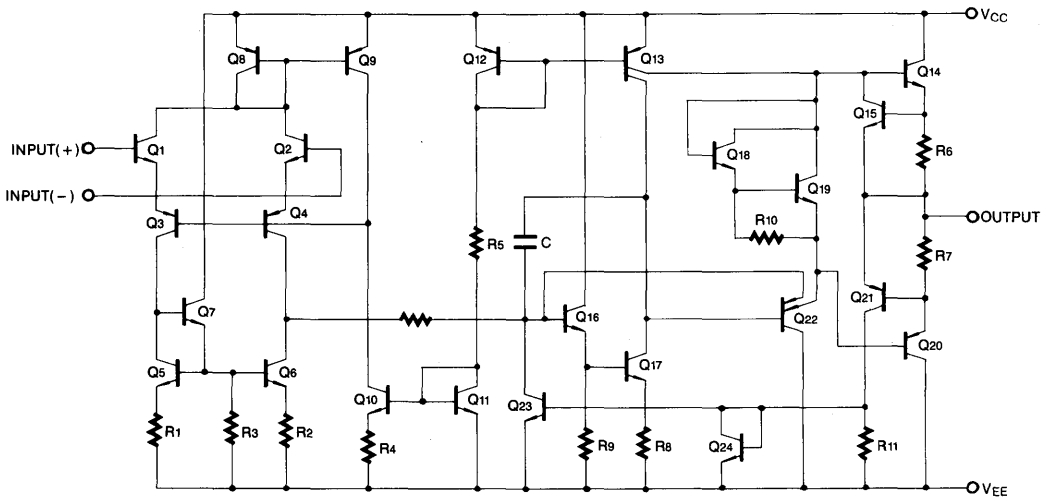 VCC
Q8
Q9
Q12
Q13
Q14
Q15
INPUT(+)
Q1
Q2
Q18
R6
INPUT(-)
Q19
Q3
Q4
OUTPUT
R10
R5
C
R7
Q7
Q16
Q22
Q21
Q20
Q17
Q5
Q6
Q10
Q11
Q23
R1
R3
R2
R4
R9
R8
Q24
R11
VEE